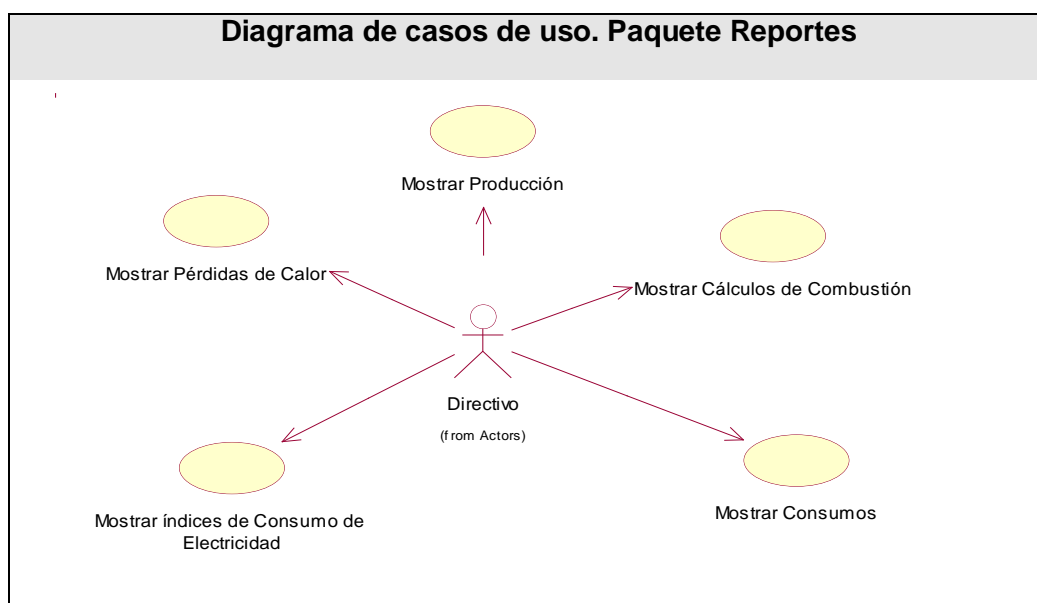 Diagrama de casos de uso. Paquete Reportes
Mostrar Producción
Mostrar Pérdidas de Calor
Mostrar Cálculos de Combustión
Directivo
(from Actors)
Mostrar índices de Consumo de
Electricidad
Mostrar Consumos